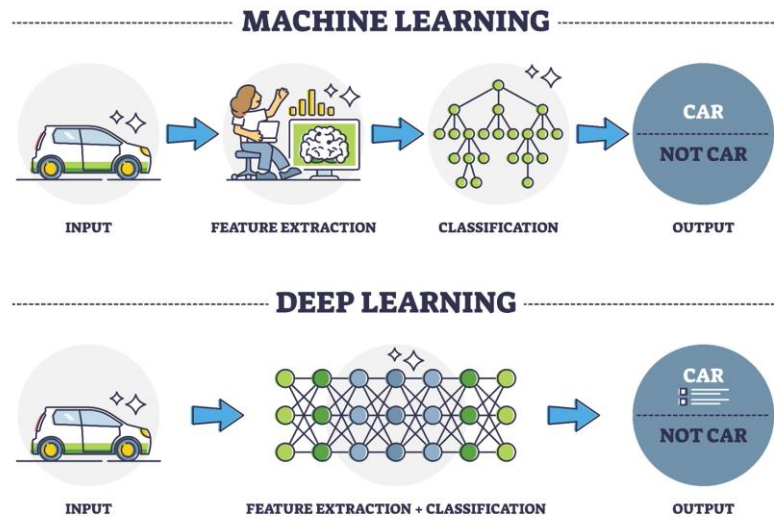 MACHINE LEARNING
CAR
NOT CAR
INPUT
FEATURE EXTRACTION
CLASSIFICATION
OUTPUT
DEEP LEARNING
CAR
NOT CAR
INPUT
FEATURE EXTRACTION + CLASSIFICATION
OUTPUT